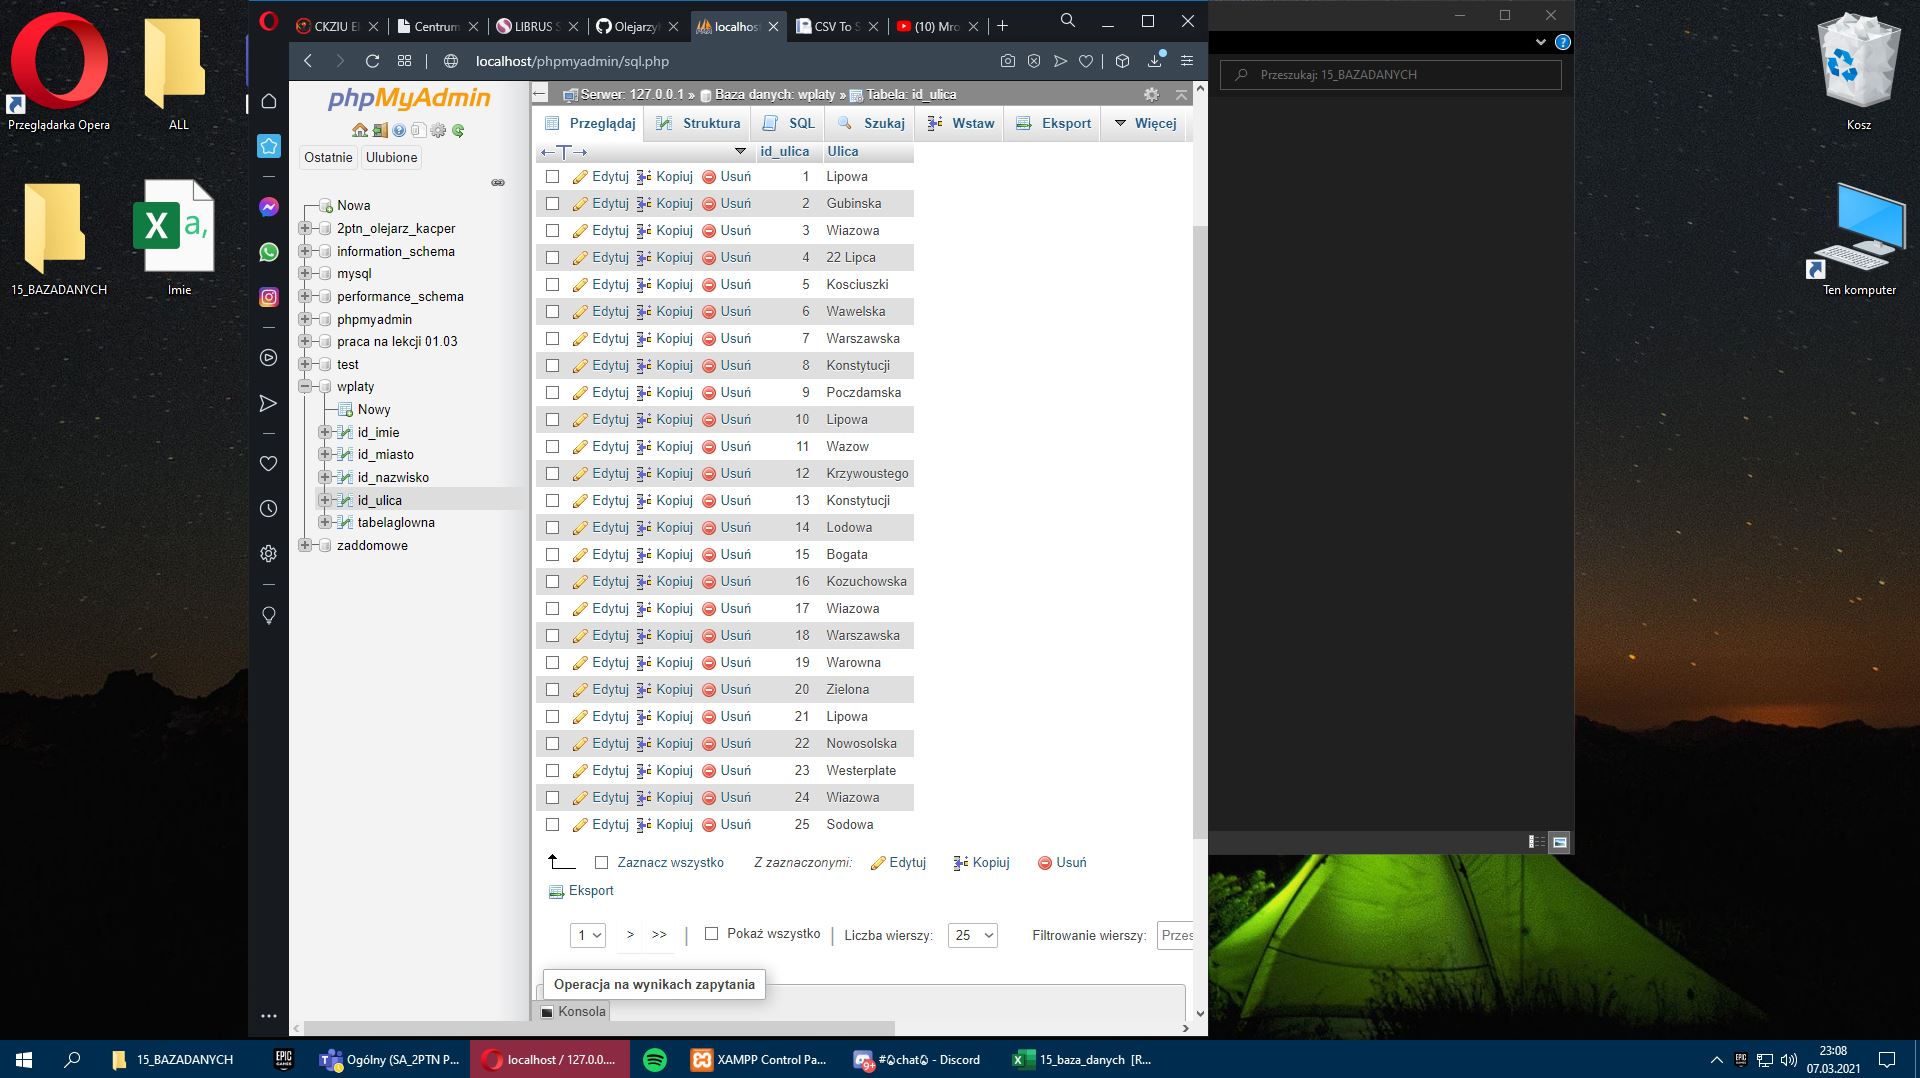 CKZiU El
Centrum
LIBRUS S
Olejarzy
localhos
CSV To S
(10) Mro
localhost/phpmyadmin/sql.php
Przeszukaj: 15_BAZADANYCH
Przeglądarka Opera
ALL
15_BAZADANYCH
Imie
Kosz
Ten komputer
phpMyAdmin
Ostatnie
Ulubione
Nowa
2ptn_olejarz_kacper
information_schema
mysql
performance_schema
phpmyadmin
praca na lekcji 01.03
test
wplaty
Nowy
id_imie
id_miasto
id_nazwisko
id_ulica
tabelaglowna
zaddomowe
Serwer: 127.0.0.1 » Baza danych: wplaty » Tabela: id_ulica
Przeglądaj Struktura SQL Szukaj Wstaw Eksport Więcej
id_ulica Ulica
Edytuj Kopiuj Usuń 1 Lipowa
Edytuj Kopiuj Usuń 2 Gubinska
Edytuj Kopiuj Usuń 3 Wiazowa
Edytuj Kopiuj Usuń 4 22 Lipca
Edytuj Kopiuj Usuń 5 Kosciuszki
Edytuj Kopiuj Usuń 6 Wawelska
Edytuj Kopiuj Usuń 7 Warszawska
Edytuj Kopiuj Usuń 8 Konstytucji
Edytuj Kopiuj Usuń 9 Poczdamska
Edytuj Kopiuj Usuń 10 Lipowa
Edytuj Kopiuj Usuń 11 Wazow
Edytuj Kopiuj Usuń 12 Krzywoustego
Edytuj Kopiuj Usuń 13 Konstytucji
Edytuj Kopiuj Usuń 14 Lodowa
Edytuj Kopiuj Usuń 15 Bogata
Edytuj Kopiuj Usuń 16 Kozuchowska
Edytuj Kopiuj Usuń 17 Wiazowa
Edytuj Kopiuj Usuń 18 Warszawska
Edytuj Kopiuj Usuń 19 Warowna
Edytuj Kopiuj Usuń 20 Zielona
Edytuj Kopiuj Usuń 21 Lipowa
Edytuj Kopiuj Usuń 22 Nowosolska
Edytuj Kopiuj Usuń 23 Westerplate
Edytuj Kopiuj Usuń 24 Wiazowa
Edytuj Kopiuj Usuń 25 Sodowa
Zaznacz wszystko Z zaznaczonymi: Edytuj Kopiuj Usuń
Eksport
1 > >> | Pokaż wszystko | Liczba wierszy: 25 Filtrowanie wierszy: Przes
Operacja na wynikach zapytania
Konsola
15_BAZADANYCH
EPIC GAMES
Ogólny (SA_2PTN P...
localhost / 127.0.0....
XAMPP Control Pa...
9+
#♤chat♤ - Discord
15_baza_danych [R...
23:08
07.03.2021